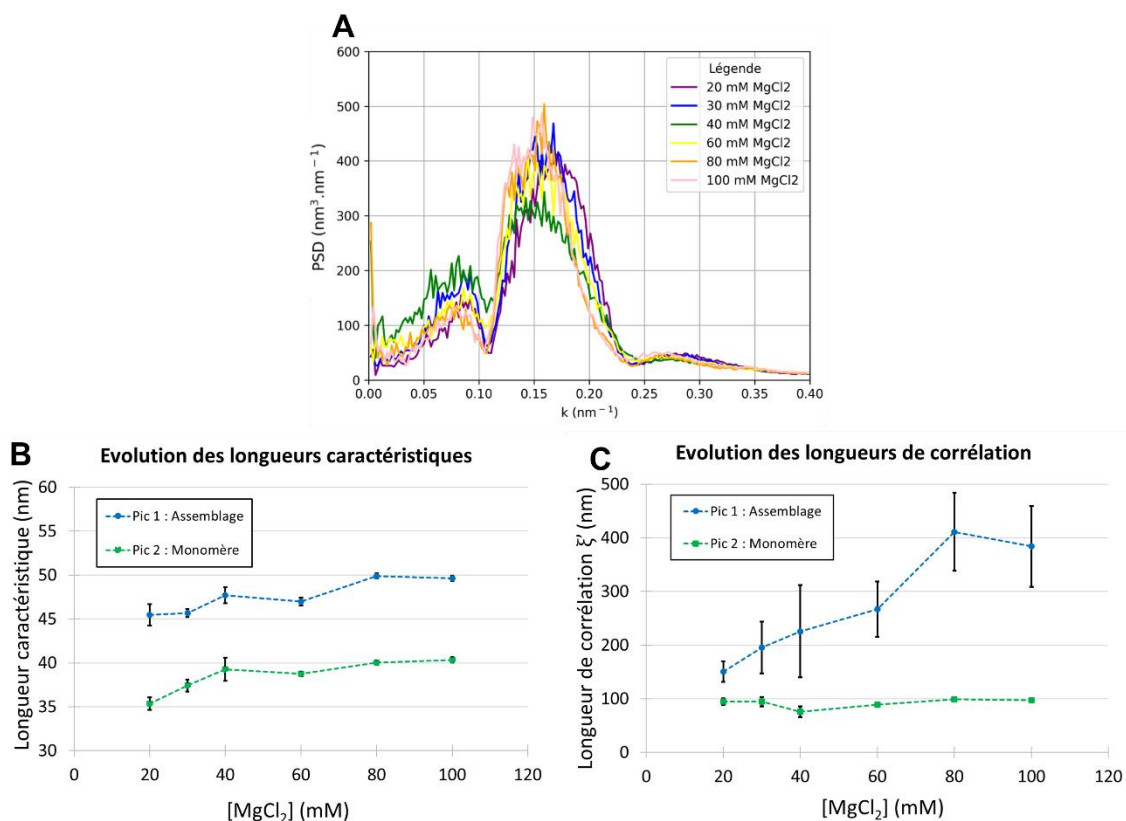 A
600
500
400
300
200
100
0
PSD (nm³.nm⁻¹)
0.00 0.05 0.10 0.15 0.20 0.25 0.30 0.35 0.40
k (nm⁻¹)
Légende
20 mM MgCl2
30 mM MgCl2
40 mM MgCl2
60 mM MgCl2
80 mM MgCl2
100 mM MgCl2
B
Evolution des longueurs caractéristiques
Longueur caractéristique (nm)
60
55
50
45
40
35
30
Pic 1 : Assemblage
Pic 2 : Monomère
0 20 40 60 80 100 120
[MgCl₂] (mM)
C
Evolution des longueurs de corrélation
Longueur de corrélation ξ' (nm)
500
400
300
200
100
0
Pic 1 : Assemblage
Pic 2 : Monomère
0 20 40 60 80 100 120
[MgCl₂] (mM)